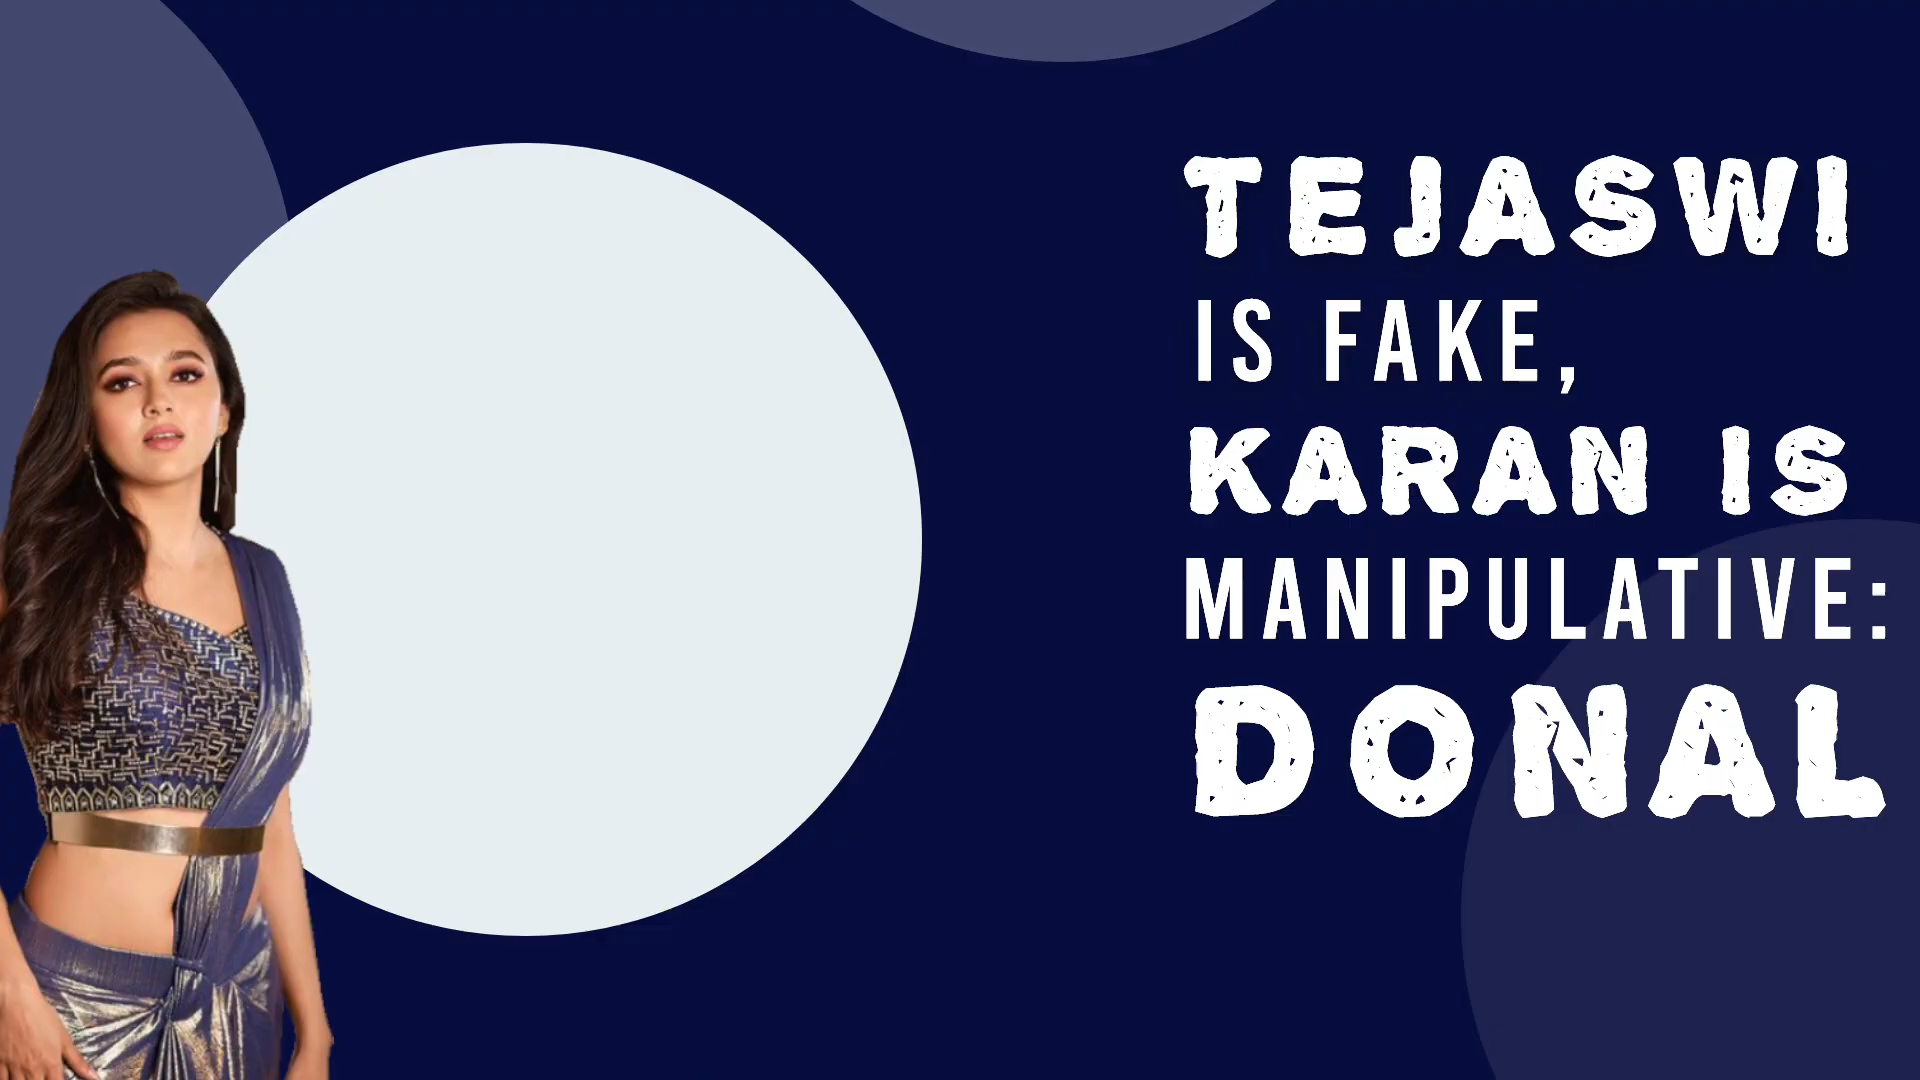 TEJASWI
IS FAKE,
KARAN IS
MANIPULATIVE:
DONAL